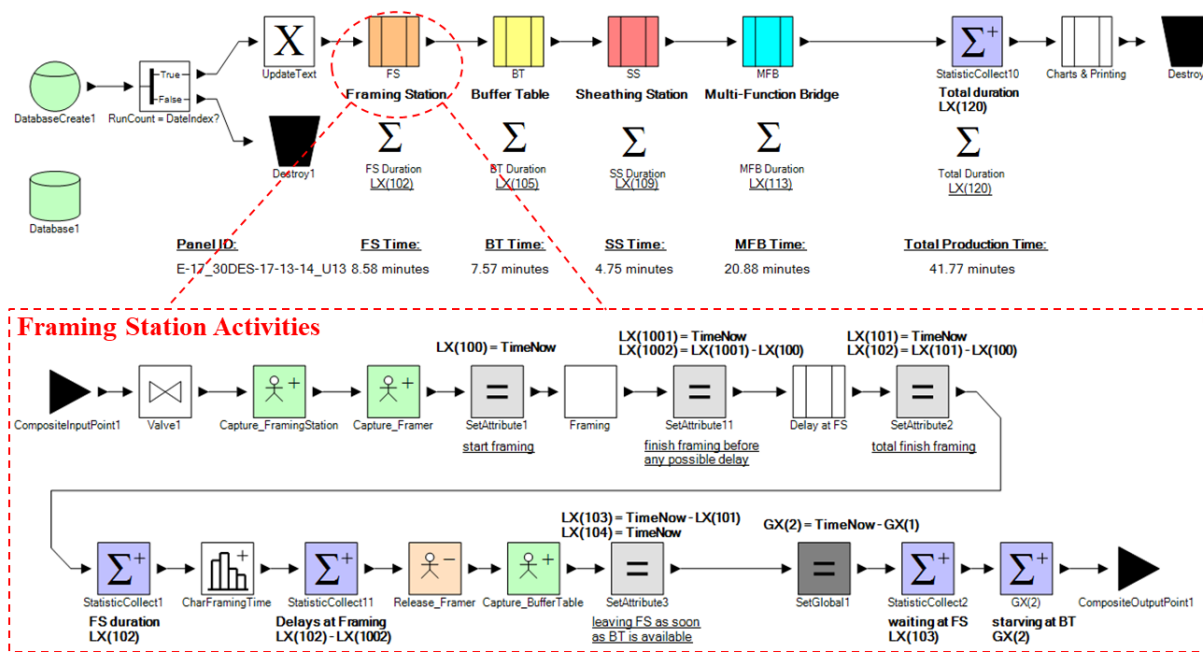 X
UpdateText
FS
Framing Station
BT
Buffer Table
SS
Sheathing Station
MFB
Multi-Function Bridge
Σ+
StatisticCollect10
Total duration
LX(120)
Charts & Printing
Destroy
DatabaseCreate1
True
False
RunCount = DateIndex?
Destroy1
Database1
Σ
FS Duration
LX(102)
Σ
BT Duration
LX(105)
Σ
SS Duration
LX(109)
Σ
MFB Duration
LX(113)
Σ
Total Duration
LX(120)
Panel ID: FS Time: BT Time: SS Time: MFB Time: Total Production Time:
E-17_30DES-17-13-14_U13 8.58 minutes 7.57 minutes 4.75 minutes 20.88 minutes 41.77 minutes
Framing Station Activities
CompositeInputPoint1
Valve1
+
Capture_FramingStation
+
Capture_Framer
LX(100) = TimeNow
=
SetAttribute1
start framing
Framing
LX(1001) = TimeNow
LX(1002) = LX(1001) - LX(100)
=
SetAttribute11
finish framing before
any possible delay
Delay at FS
LX(101) = TimeNow
LX(102) = LX(101) - LX(100)
=
SetAttribute2
total finish framing
Σ+
StatisticCollect1
FS duration
LX(102)
+
CharFramingTime
Σ+
StatisticCollect11
Delays at Framing
LX(102) - LX(1002)
−
Release_Framer
+
Capture_BufferTable
LX(103) = TimeNow - LX(101)
LX(104) = TimeNow
=
SetAttribute3
leaving FS as soon
as BT is available
GX(2) = TimeNow - GX(1)
=
SetGlobal1
Σ+
StatisticCollect2
waiting at FS
LX(103)
Σ+
GX(2)
starving at BT
GX(2)
CompositeOutputPoint1